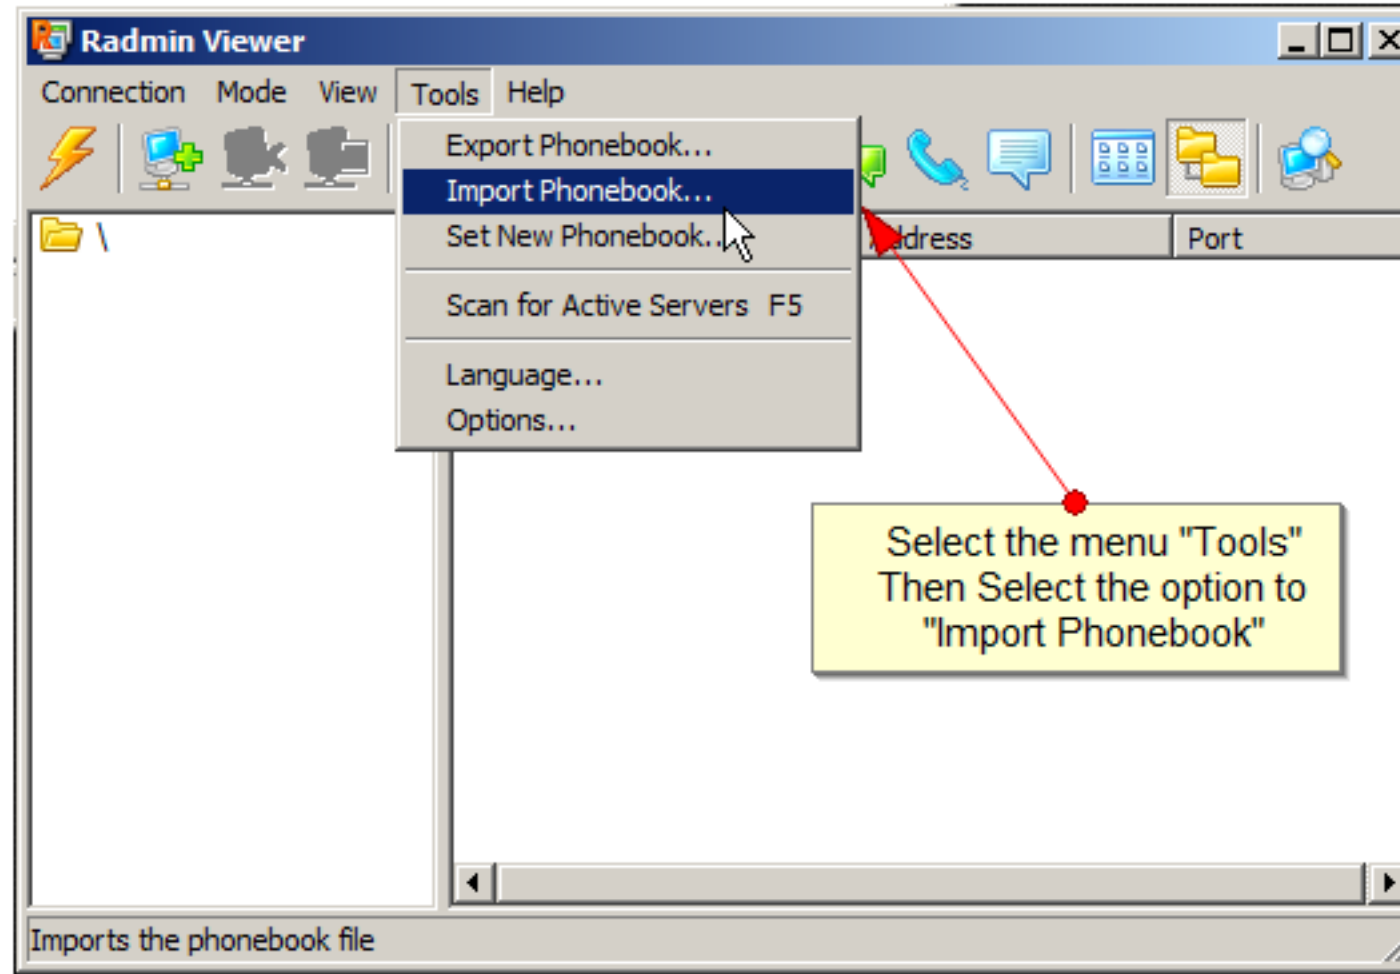 Radmin Viewer
Connection Mode View Tools Help
Export Phonebook...
Import Phonebook...
Set New Phonebook...
Scan for Active Servers F5
Language...
Options...
\
Port
Select the menu "Tools"
Then Select the option to
"Import Phonebook"
Imports the phonebook file